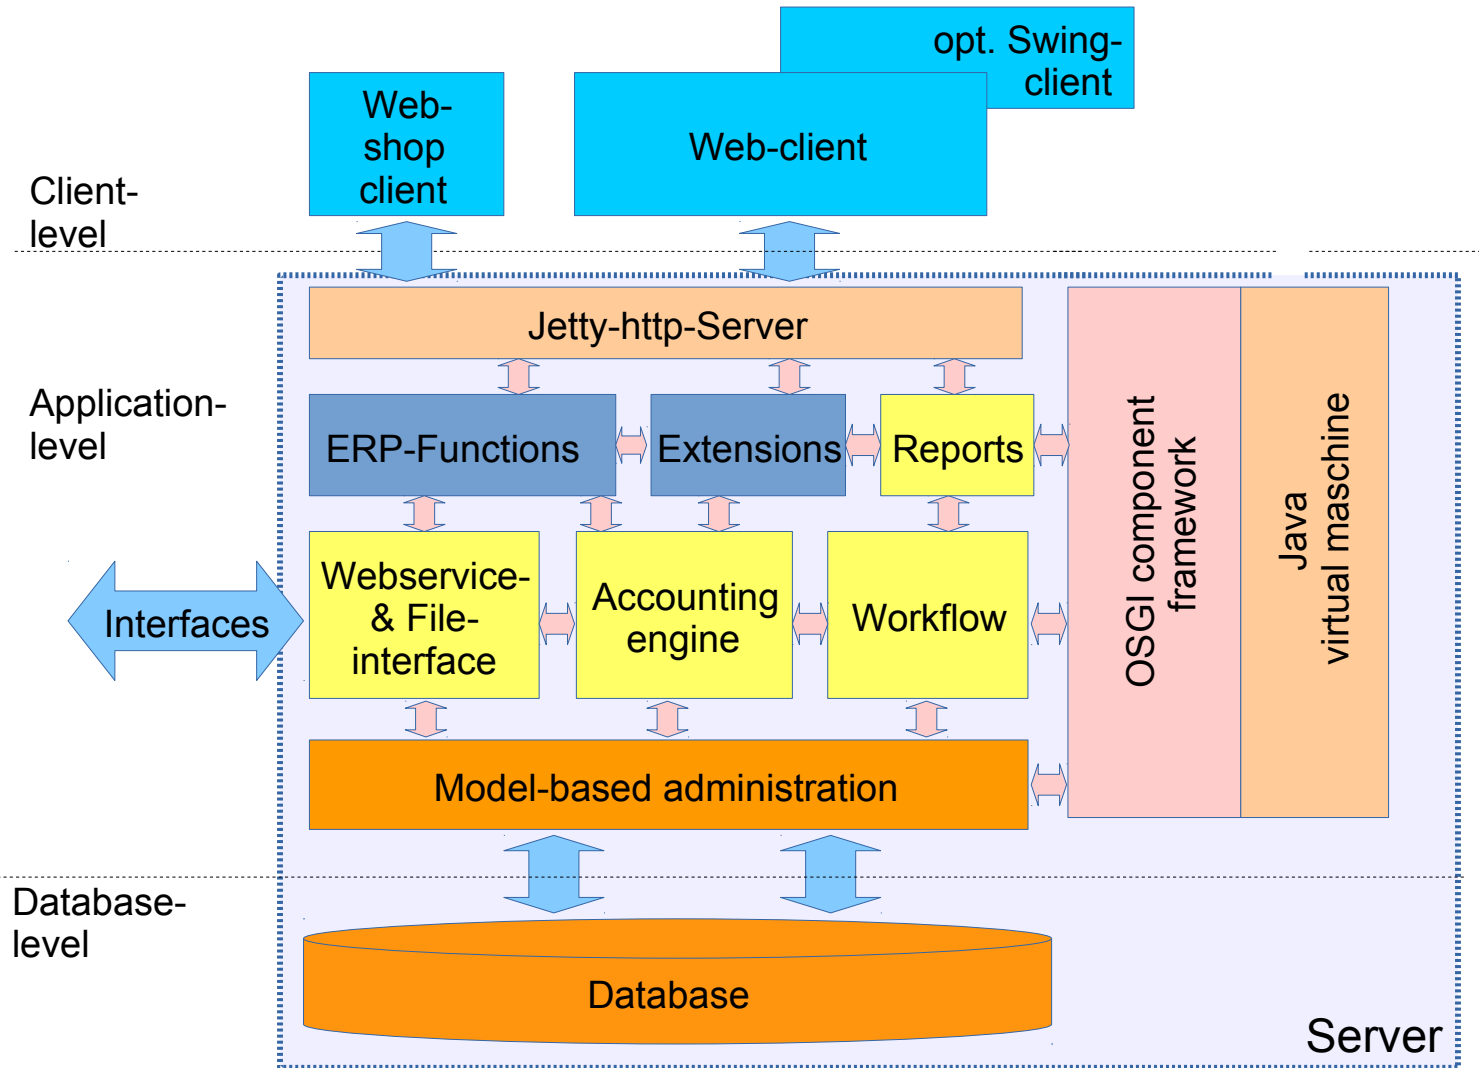 opt. Swing-
client
Web-
shop
client
Web-client
Client-
level
Jetty-http-Server
Application-
level
ERP-Functions
Extensions
Reports
OSGI component
framework
Java
virtual maschine
Interfaces
Webservice-
& File-
interface
Accounting
engine
Workflow
Model-based administration
Database-
level
Database
Server